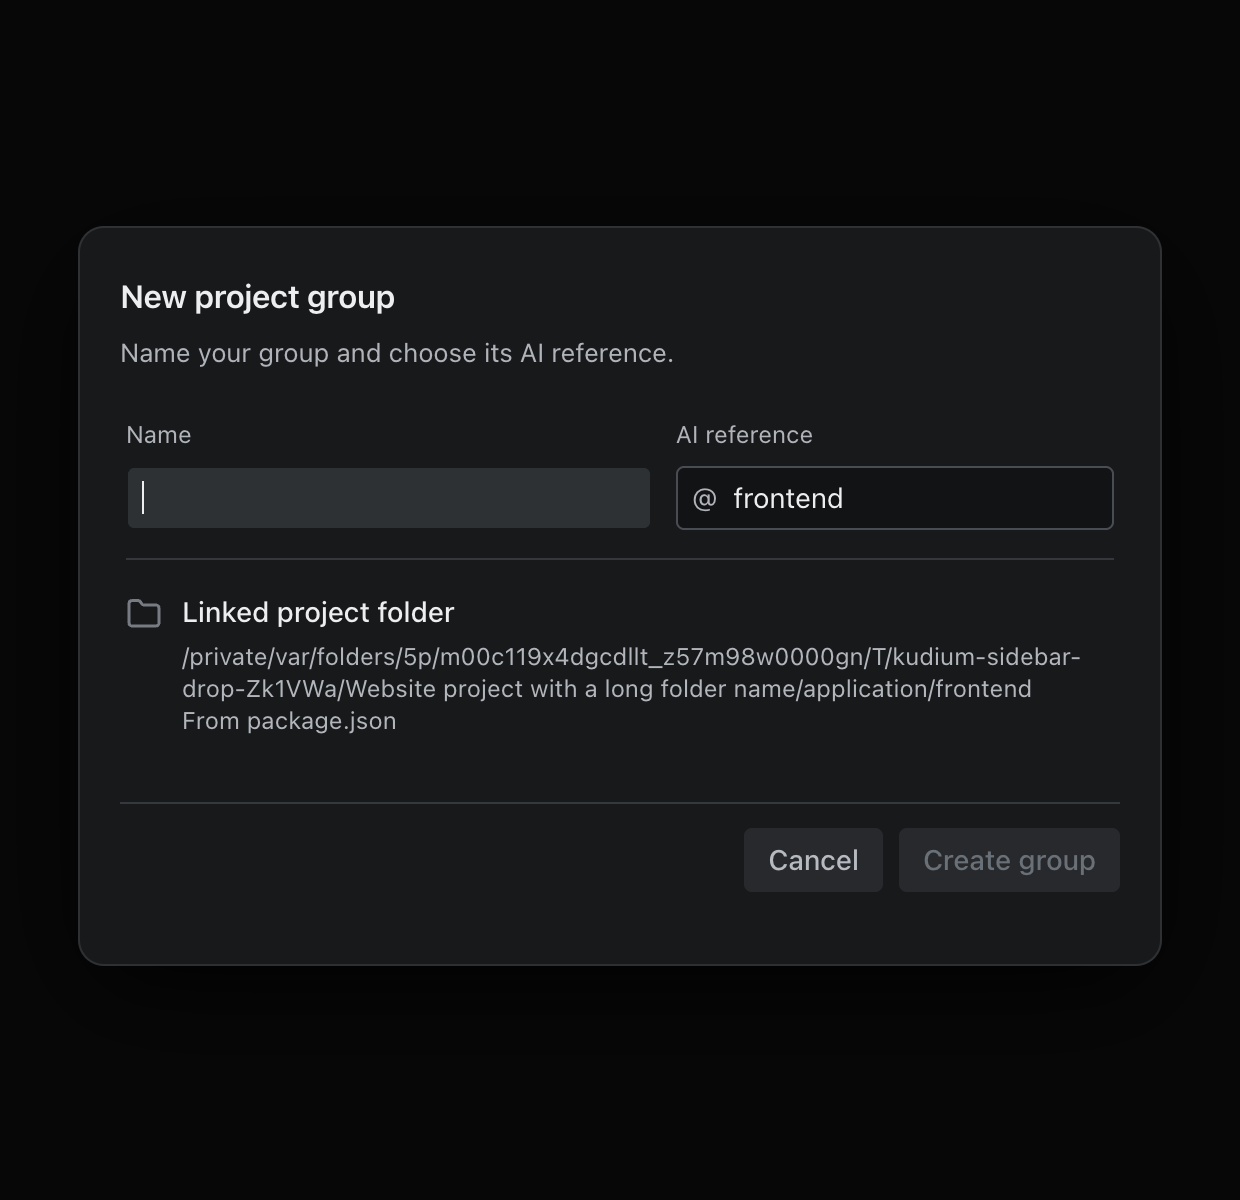 New project group
Name your group and choose its AI reference.
Name
AI reference
@ frontend
Linked project folder
/private/var/folders/5p/m00c119x4dgcdllt_z57m98w0000gn/T/kudium-sidebar-
drop-Zk1VWa/Website project with a long folder name/application/frontend
From package.json
Cancel
Create group